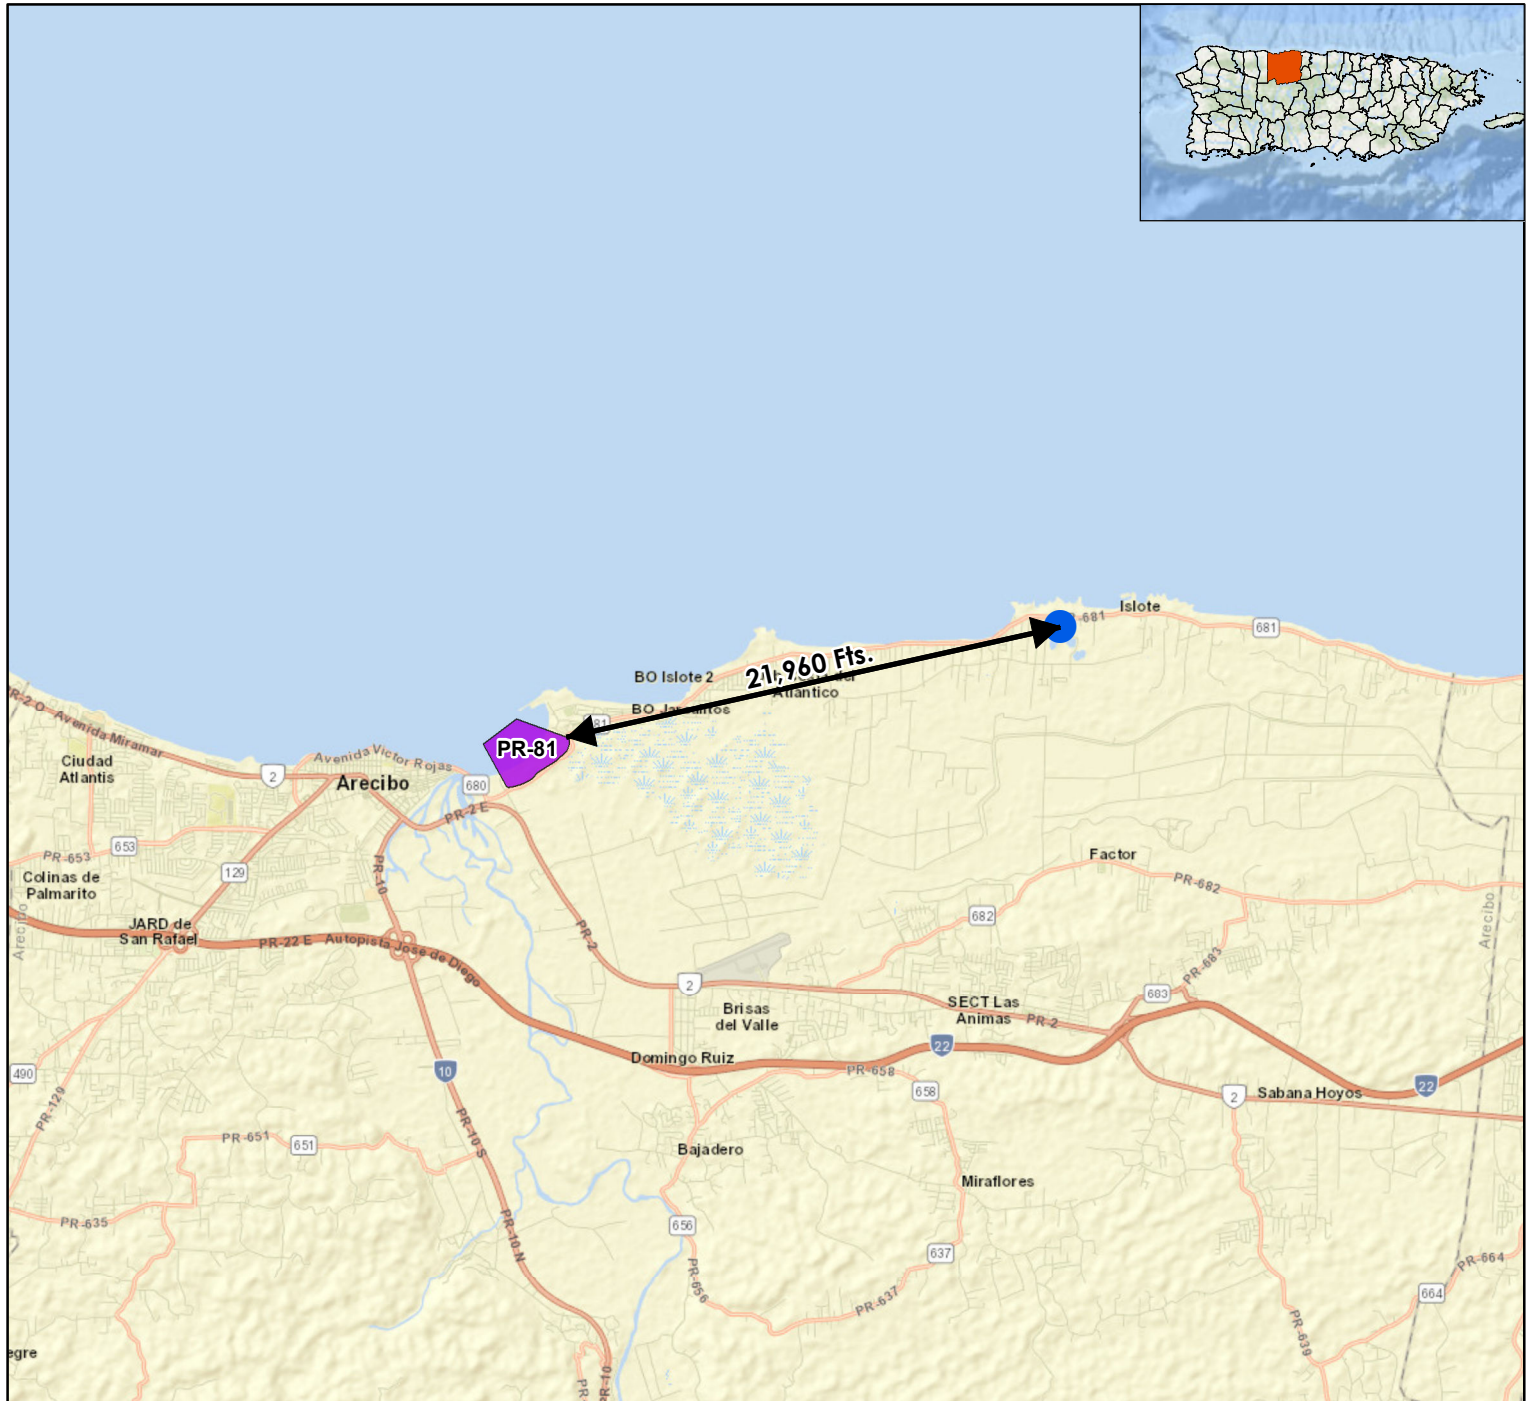 Islote
681
681
21,960 Fts.
BO Islote 2
Atlantico
PR-81
Avenida Miramar
Ciudad
Atlantis
2
Avenida Victor Rojas
Arecibo
680
PR-2 E
653
PR-653
129
PR-10
Colinas de
Palmarito
JARD de
San Rafael
Arecibo
PR-22 E
Autopista Jose de Diego
PR-2
2
Factor
PR-682
682
PR-683
683
Arecibo
SECT Las
Animas
PR 2
Brisas
del Valle
22
Domingo Ruiz
PR-658
658
22
2
Sabana Hoyos
490
PR-129
10
PR-10 S
PR-651
651
Bajadero
Miraflores
PR-635
PR-10 N
656
PR-656
637
PR-637
PR-664
664
PR-639
egre
PR-10
PR